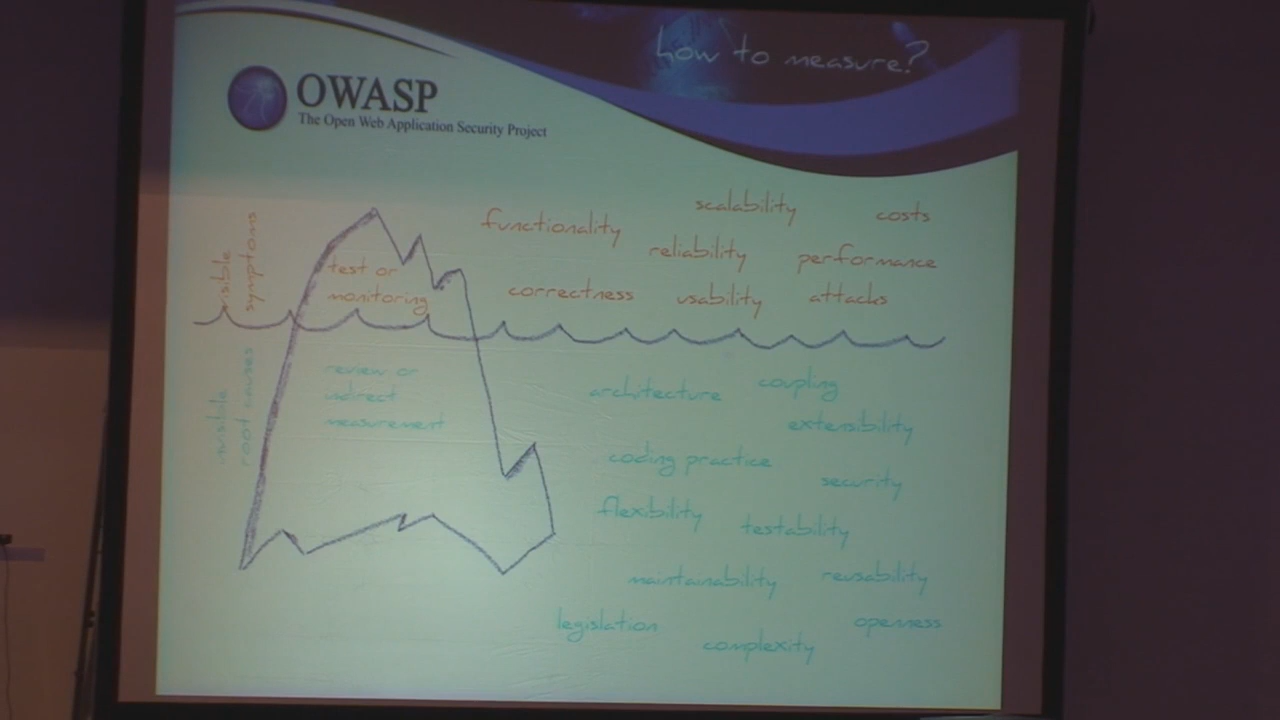 how to measure?
OWASP
The Open Web Application Security Project
visible
symptoms
test or
monitoring
functionality
scalability
costs
reliability
performance
correctness
usability
attacks
invisible
root causes
review or
indirect
measurement
architecture
coupling
extensibility
coding practice
security
flexibility
testability
maintainability
reusability
legislation
openness
complexity